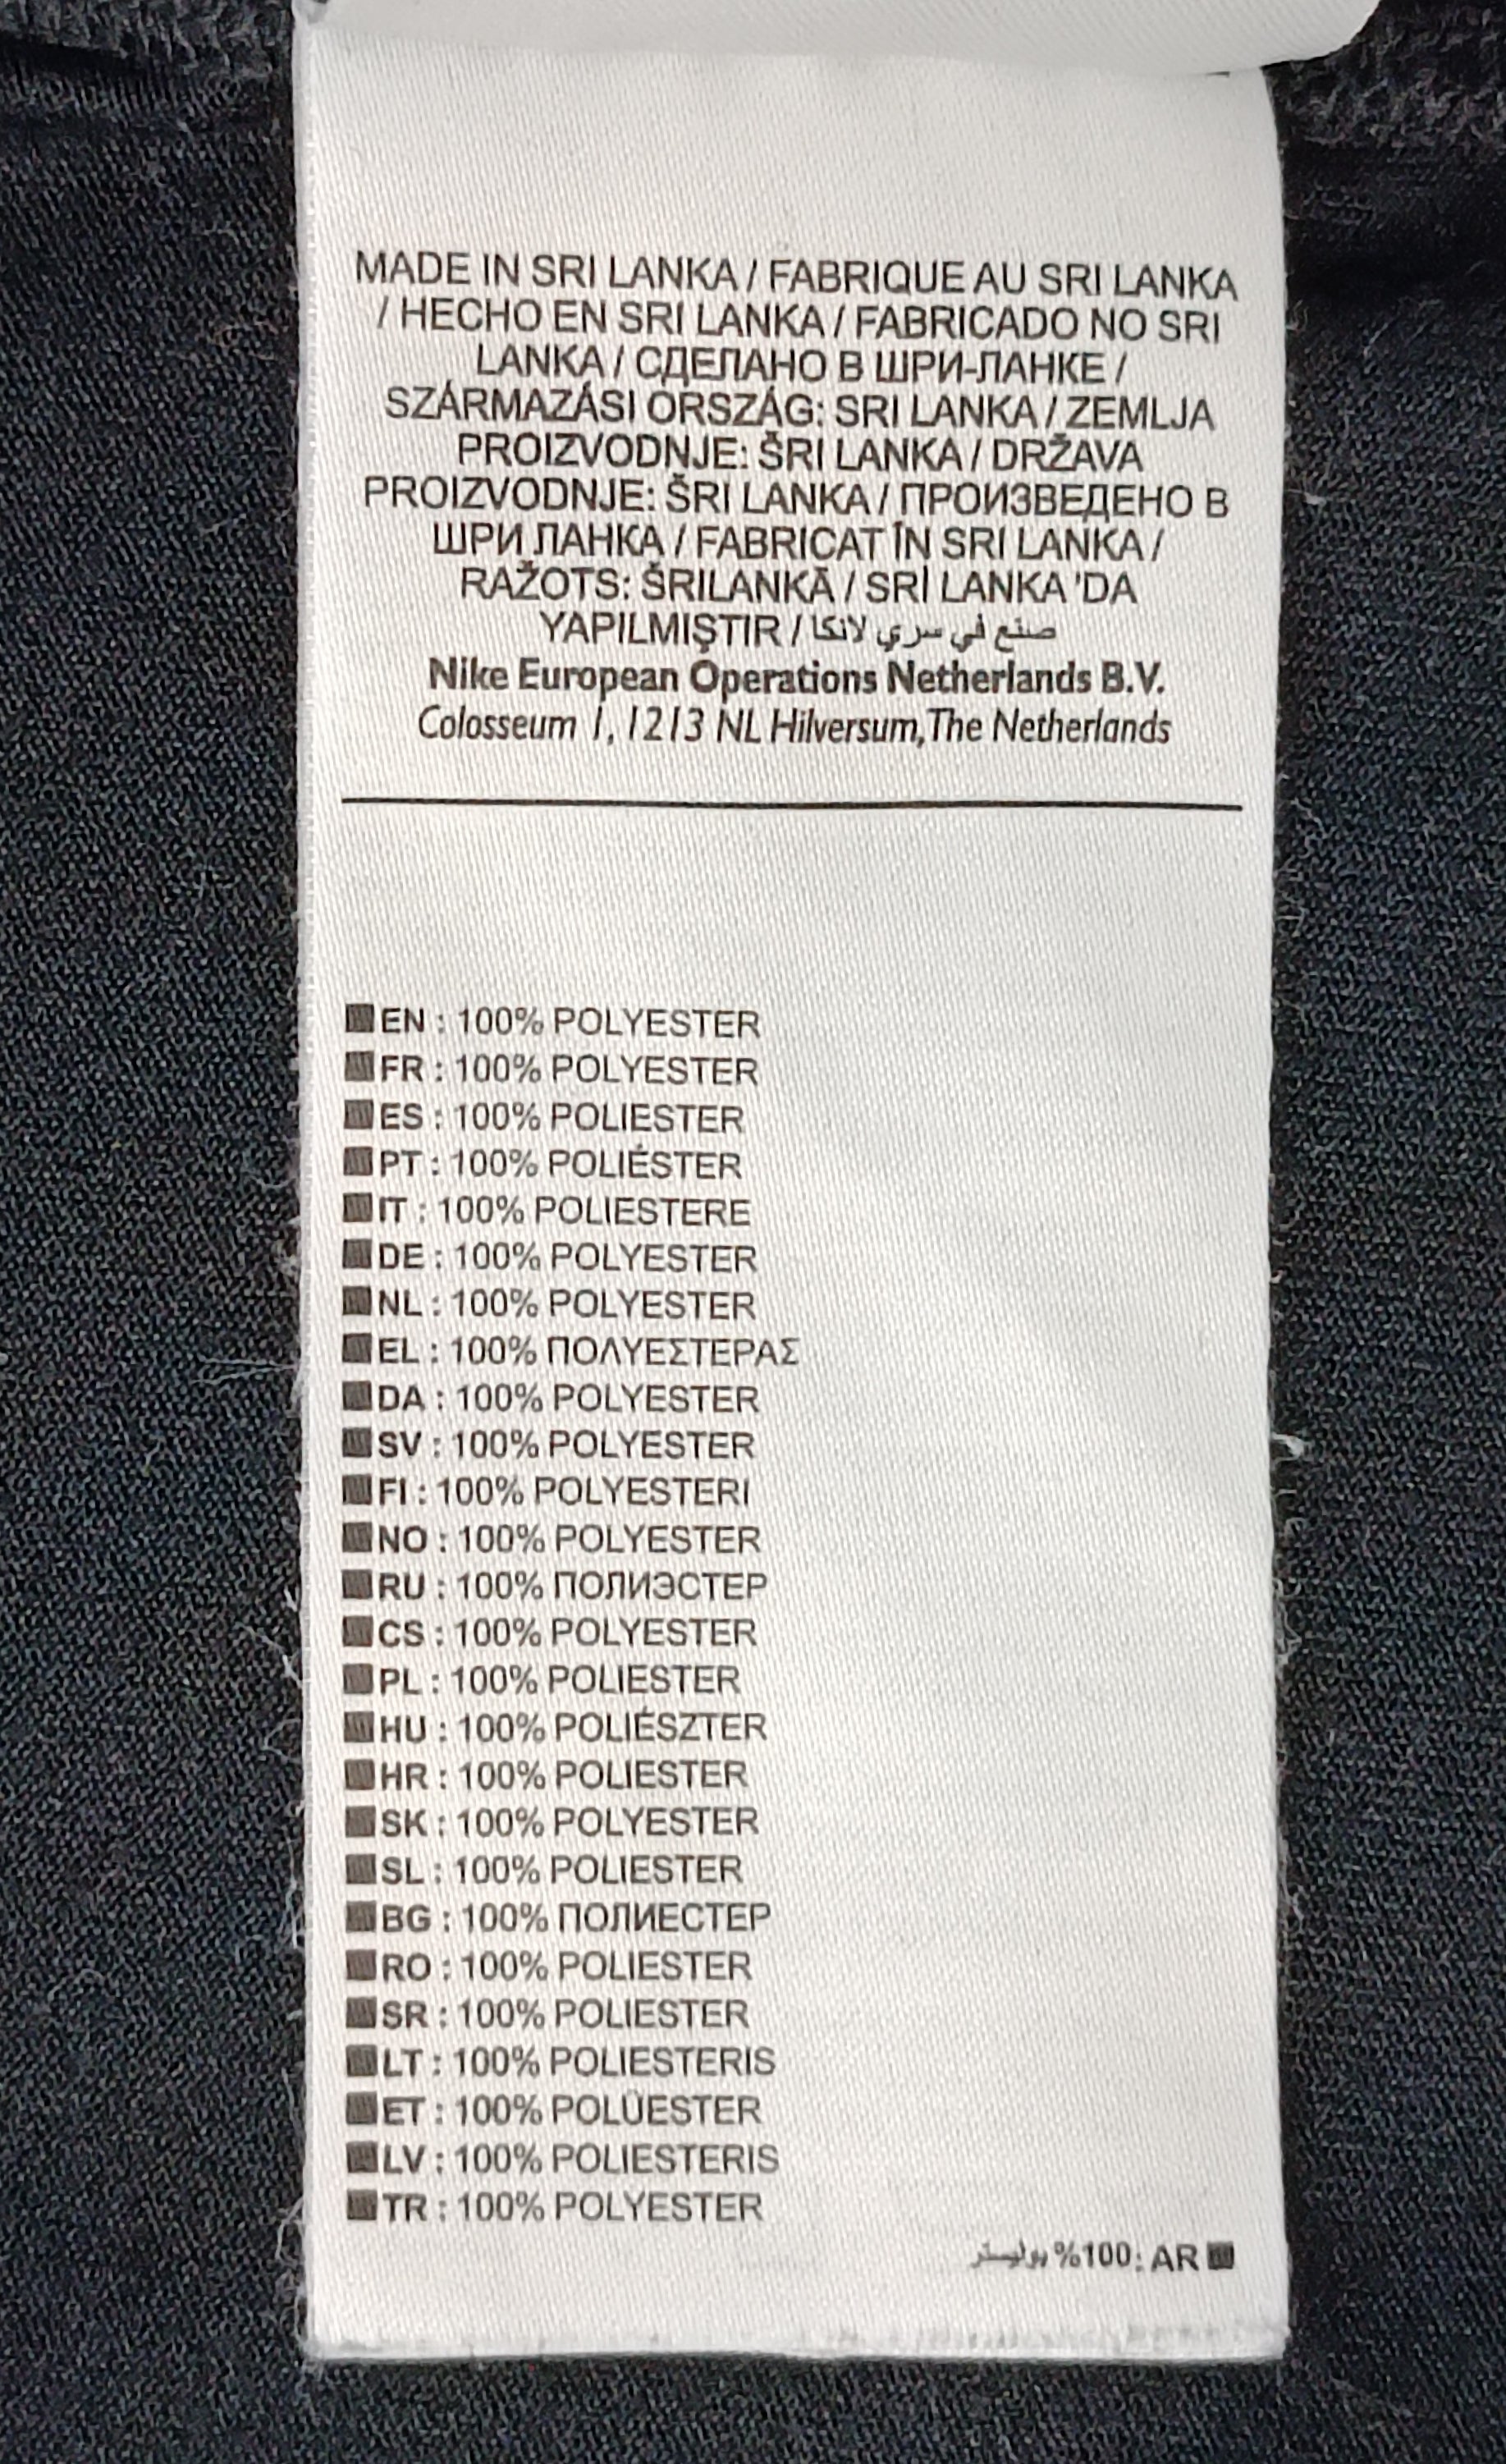 MADE IN SRI LANKA / FABRIQUE AU SRI LANKA
/ HECHO EN SRI LANKA / FABRICADO NO SRI
LANKA / СДЕЛАНО В ШРИ-ЛАНКЕ /
SZÁRMAZÁSI ORSZÁG: SRI LANKA / ZEMLJA
PROIZVODNJE: ŠRI LANKA / DRŽAVA
PROIZVODNJE: ŠRI LANKA / ПРОИЗВЕДЕНО В
ШРИ ЛАНКА / FABRICAT ÎN SRI LANKA /
RAŽOTS: ŠRILANKĀ / SRİ LANKA 'DA
YAPILMIŞTIR / صنع في سري لانكا
Nike European Operations Netherlands B.V.
Colosseum 1, 1213 NL Hilversum, The Netherlands
■EN : 100% POLYESTER
■FR : 100% POLYESTER
■ES : 100% POLIESTER
■PT : 100% POLIÉSTER
■IT : 100% POLIESTERE
■DE : 100% POLYESTER
■NL : 100% POLYESTER
■EL : 100% ΠΟΛΥΕΣΤΕΡΑΣ
■DA : 100% POLYESTER
■SV : 100% POLYESTER
■FI : 100% POLYESTERI
■NO : 100% POLYESTER
■RU : 100% ПОЛИЭСТЕР
■CS : 100% POLYESTER
■PL : 100% POLIESTER
■HU : 100% POLIÉSZTER
■HR : 100% POLIESTER
■SK : 100% POLYESTER
■SL : 100% POLIESTER
■BG : 100% ПОЛИЕСТЕР
■RO : 100% POLIESTER
■SR : 100% POLIESTER
■LT : 100% POLIESTERIS
■ET : 100% POLÜESTER
■LV : 100% POLIESTERIS
■TR : 100% POLYESTER
■AR :100% بوليستر